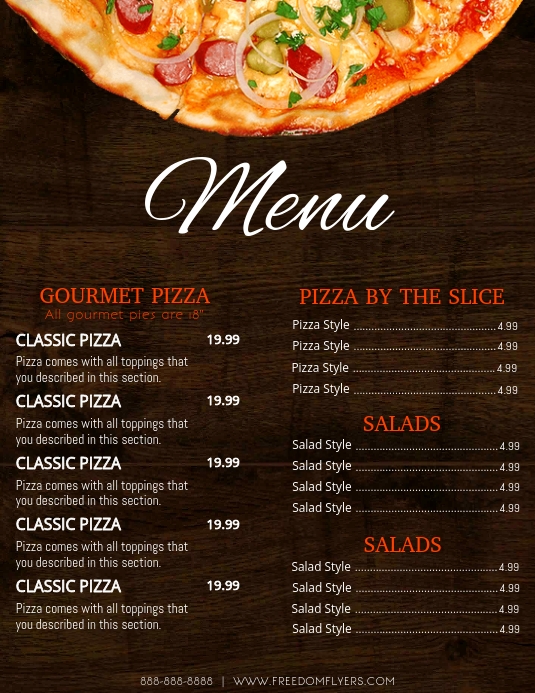 Menu
GOURMET PIZZA
All gourmet pies are 18"
CLASSIC PIZZA 19.99
Pizza comes with all toppings that
you described in this section.
CLASSIC PIZZA 19.99
Pizza comes with all toppings that
you described in this section.
CLASSIC PIZZA 19.99
Pizza comes with all toppings that
you described in this section.
CLASSIC PIZZA 19.99
Pizza comes with all toppings that
you described in this section.
CLASSIC PIZZA 19.99
Pizza comes with all toppings that
you described in this section.
PIZZA BY THE SLICE
Pizza Style ........................................ 4.99
Pizza Style ........................................ 4.99
Pizza Style ........................................ 4.99
Pizza Style ........................................ 4.99
SALADS
Salad Style ........................................ 4.99
Salad Style ........................................ 4.99
Salad Style ........................................ 4.99
Salad Style ........................................ 4.99
SALADS
Salad Style ........................................ 4.99
Salad Style ........................................ 4.99
Salad Style ........................................ 4.99
Salad Style ........................................ 4.99
888-888-8888 | WWW.FREEDOMFLYERS.COM